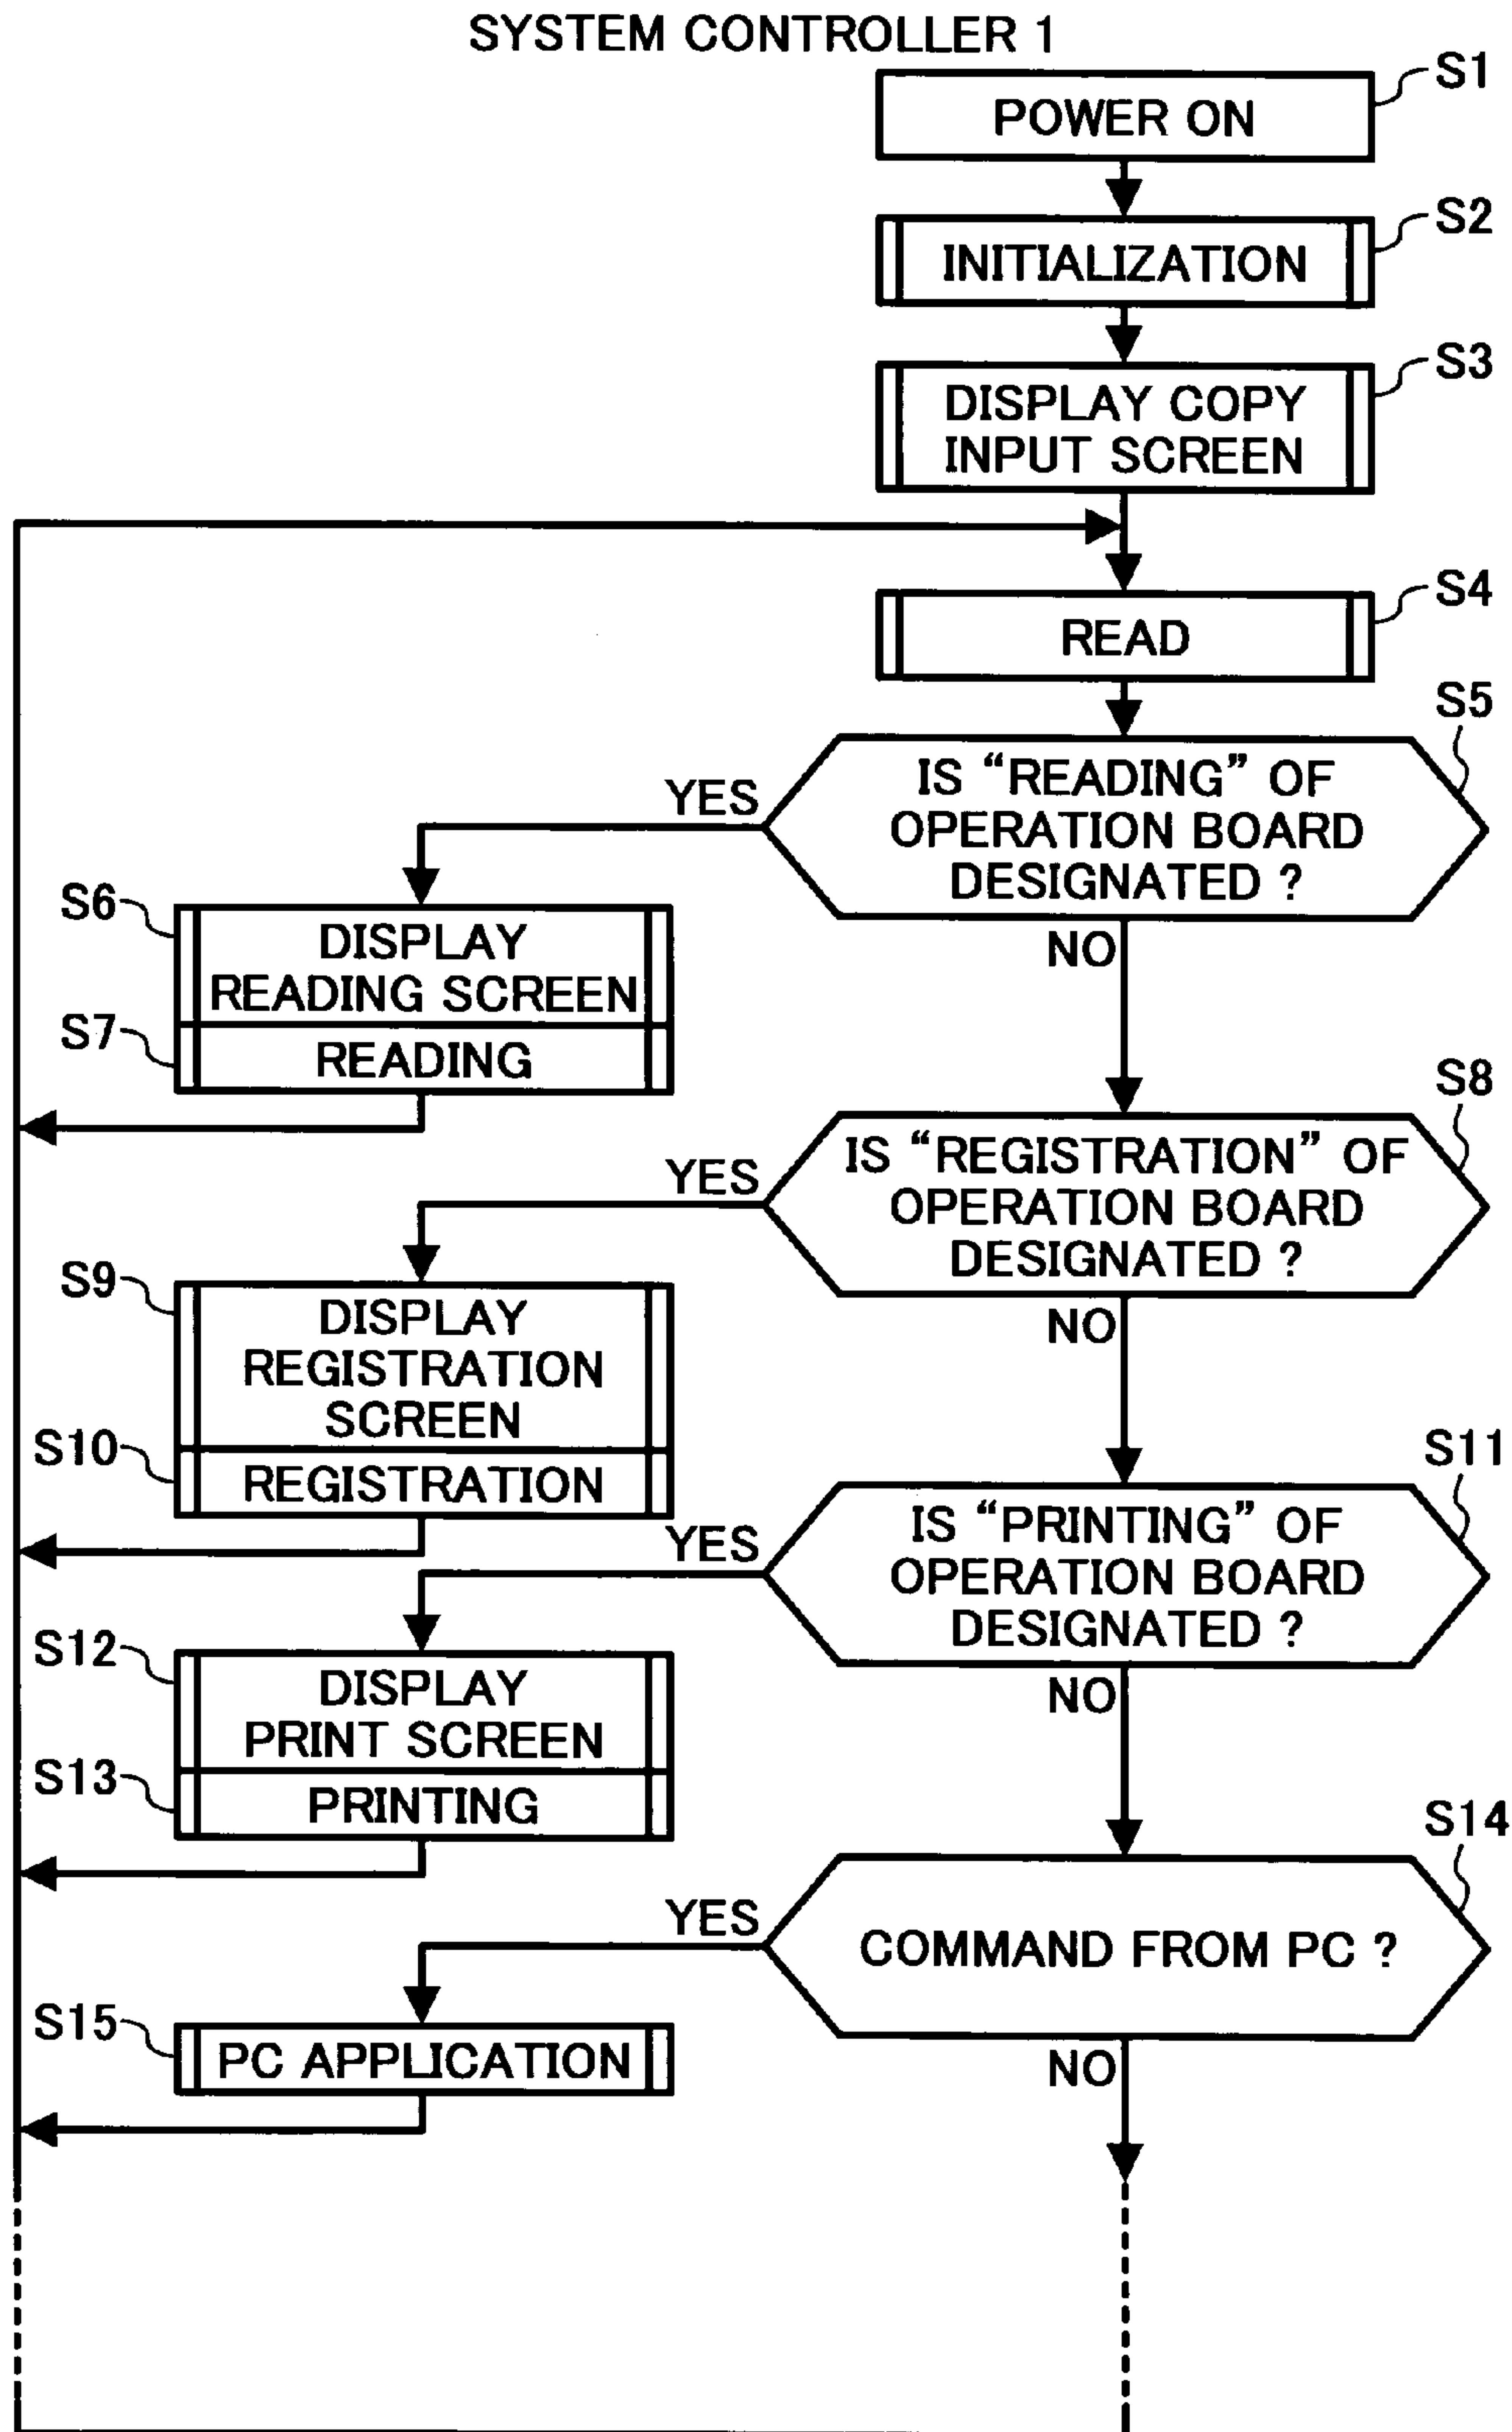 SYSTEM CONTROLLER 1
S1
POWER ON
S2
INITIALIZATION
S3
DISPLAY COPY
INPUT SCREEN
S4
READ
S5
IS “READING” OF
OPERATION BOARD
DESIGNATED ?
YES
NO
S6
DISPLAY
READING SCREEN
S7
READING
S8
IS “REGISTRATION” OF
OPERATION BOARD
DESIGNATED ?
YES
NO
S9
DISPLAY
REGISTRATION
SCREEN
S10
REGISTRATION
S11
IS “PRINTING” OF
OPERATION BOARD
DESIGNATED ?
YES
NO
S12
DISPLAY
PRINT SCREEN
S13
PRINTING
S14
COMMAND FROM PC ?
YES
NO
S15
PC APPLICATION